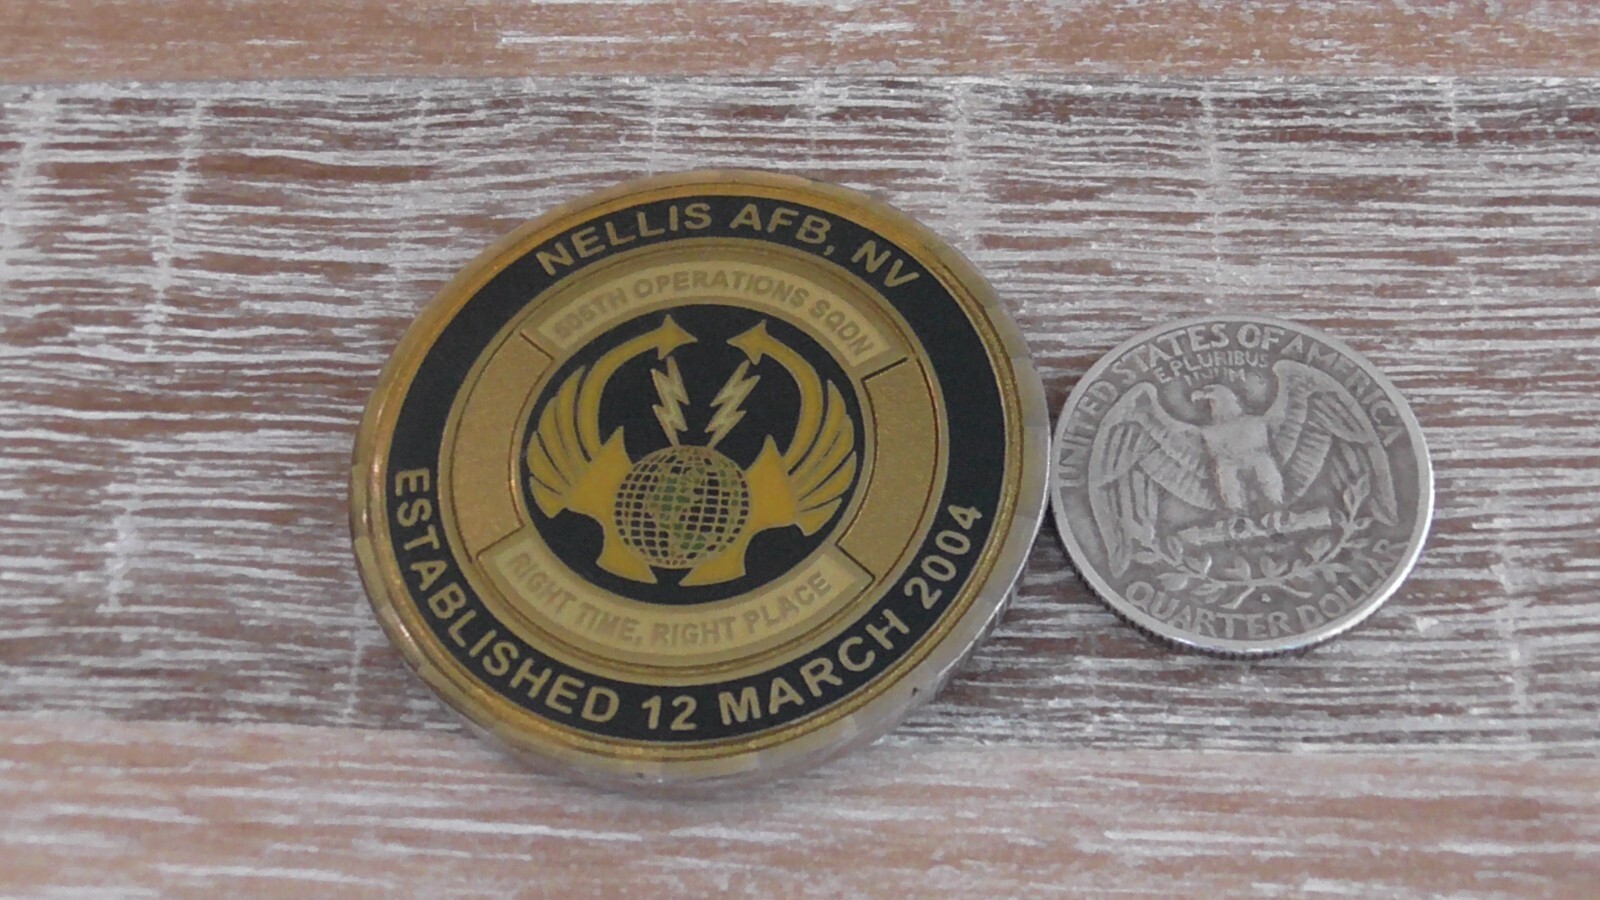 NELLIS AFB, NV
OPERATIONS SQDN
RIGHT TIME, RIGHT PLACE
ESTABLISHED 12 MARCH 2004
UNITED STATES OF AMERICA
E PLURIBUS
UNUM
QUARTER DOLLAR